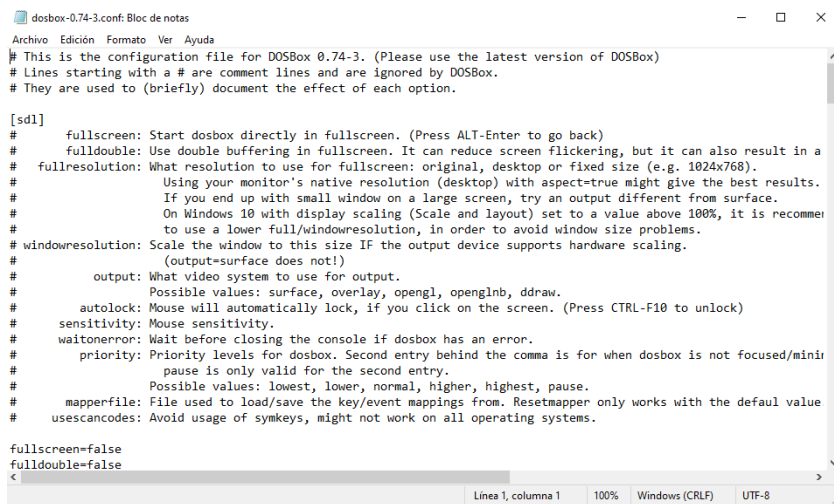 dosbox-0.74-3.conf: Bloc de notas
Archivo Edición Formato Ver Ayuda
# This is the configuration file for DOSBox 0.74-3. (Please use the latest version of DOSBox)
# Lines starting with a # are comment lines and are ignored by DOSBox.
# They are used to (briefly) document the effect of each option.

[sdl]
# fullscreen: Start dosbox directly in fullscreen. (Press ALT-Enter to go back)
# fulldouble: Use double buffering in fullscreen. It can reduce screen flickering, but it can also result in a
# fullresolution: What resolution to use for fullscreen: original, desktop or fixed size (e.g. 1024x768).
# Using your monitor's native resolution (desktop) with aspect=true might give the best results.
# If you end up with small window on a large screen, try an output different from surface.
# On Windows 10 with display scaling (Scale and layout) set to a value above 100%, it is
# to use a lower full/windowresolution, in order to avoid window size problems.
# windowresolution: Scale the window to this size IF the output device supports hardware scaling.
# (output=surface does not!)
# output: What video system to use for output.
# Possible values: surface, overlay, opengl, openglnb, ddraw.
# autolock: Mouse will automatically lock, if you click on the screen. (Press CTRL-F10 to unlock)
# sensitivity: Mouse sensitivity.
# waitonerror: Wait before closing the console if dosbox has an error.
# priority: Priority levels for dosbox. Second entry behind the comma is for when dosbox is not
# pause is only valid for the second entry.
# Possible values: lowest, lower, normal, higher, highest, pause.
# mapperfile: File used to load/save the key/event mappings from. Resetmapper only works with the defaul value
# usescancodes: Avoid usage of symkeys, might not work on all operating systems.

fullscreen=false
fulldouble=false
Línea 1, columna 1 100% Windows (CRLF) UTF-8